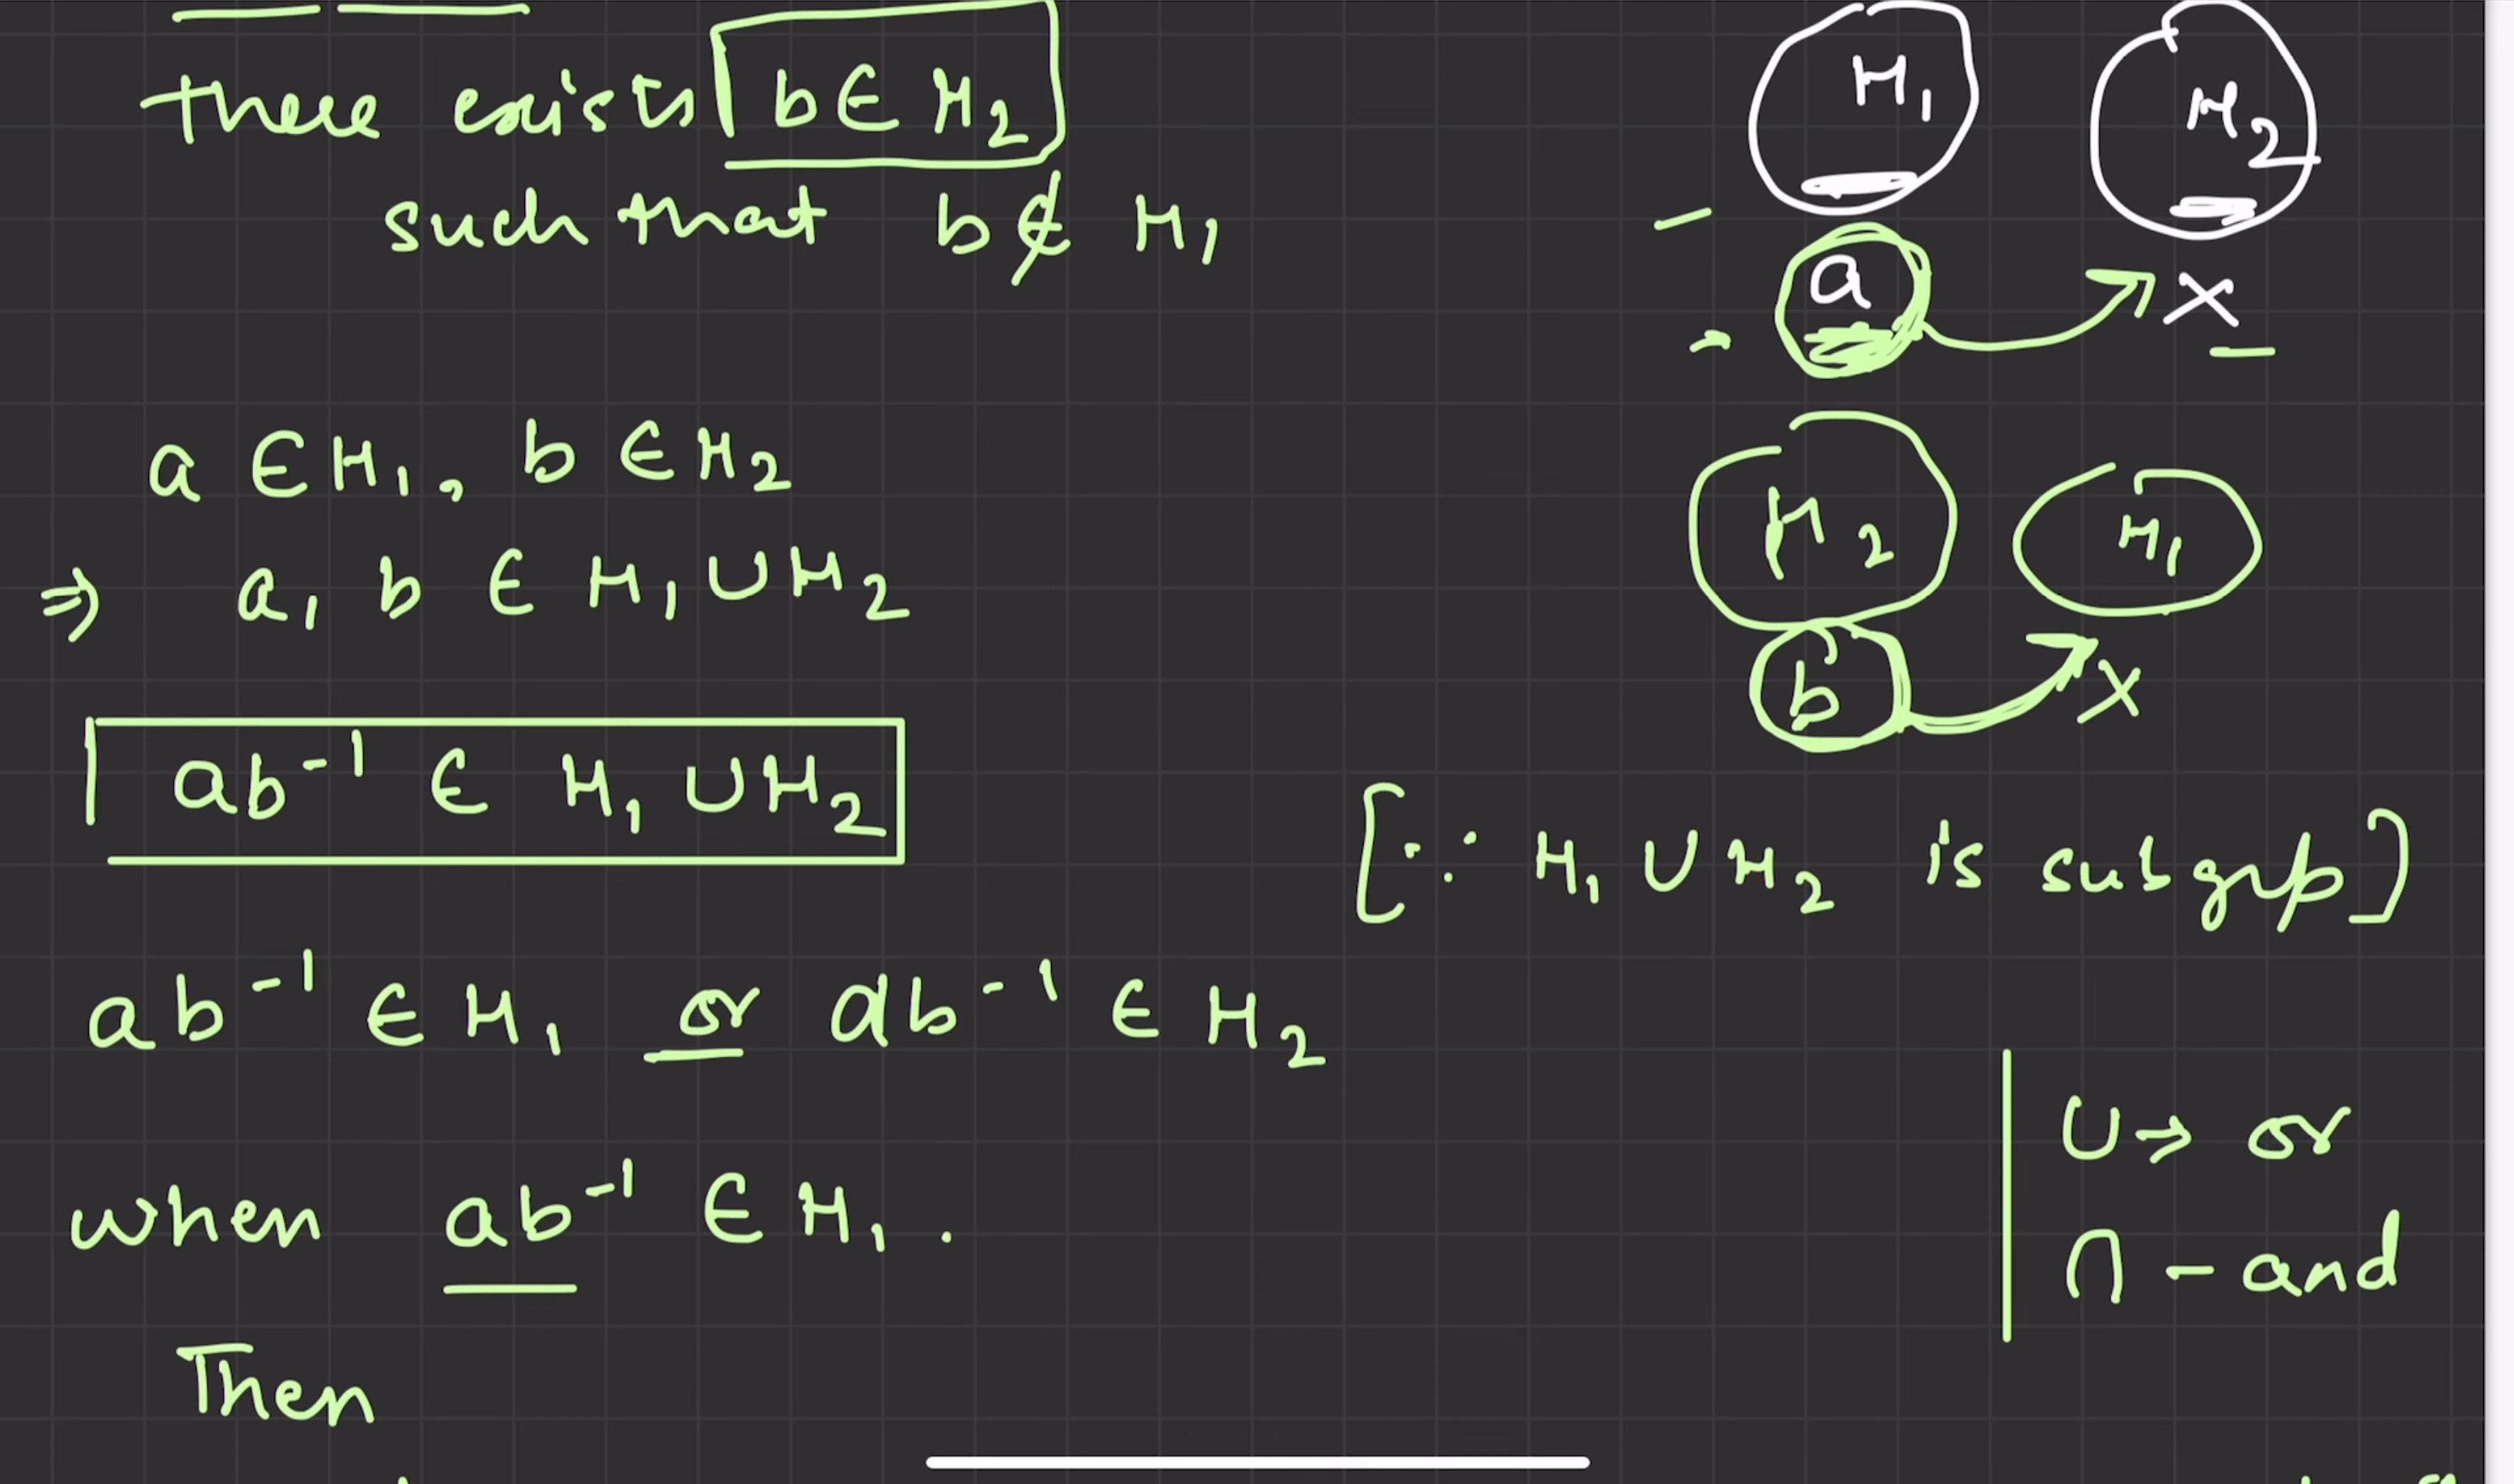 there exists b ∈ H₂
such that b ∉ H₁
H₁ H₂
a ×
a ∈ H₁, b ∈ H₂
⇒ a, b ∈ H₁ ∪ H₂
H₂ H₁
b ×
ab⁻¹ ∈ H₁ ∪ H₂
[∵ H₁ ∪ H₂ is subgrp]
ab⁻¹ ∈ H₁ or ab⁻¹ ∈ H₂
∪ → or
∩ - and
when ab⁻¹ ∈ H₁.
Then